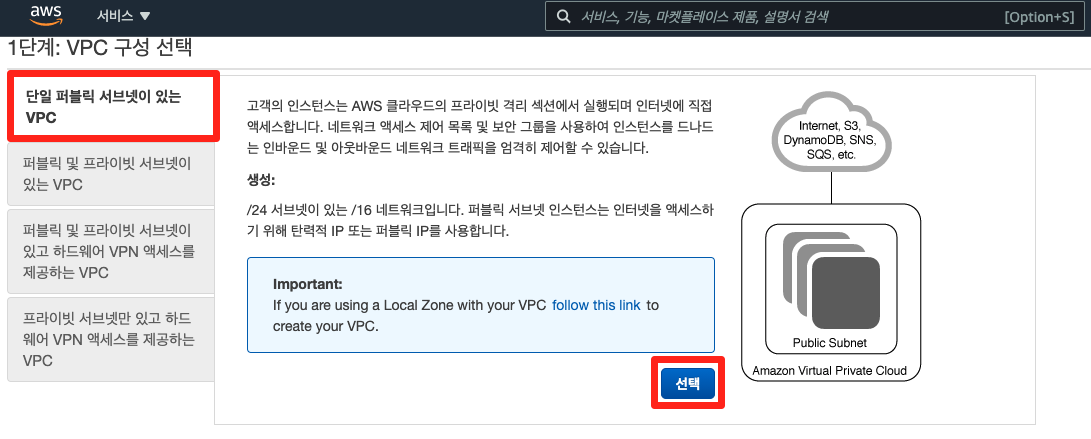 aws
서비스 ▼
서비스, 기능, 마켓플레이스 제품, 설명서 검색
[Option+S]
1단계: VPC 구성 선택
단일 퍼블릭 서브넷이 있는
VPC
퍼블릭 및 프라이빗 서브넷이
있는 VPC
퍼블릭 및 프라이빗 서브넷이
있고 하드웨어 VPN 액세스를
제공하는 VPC
프라이빗 서브넷만 있고 하드
웨어 VPN 액세스를 제공하는
VPC
고객의 인스턴스는 AWS 클라우드의 프라이빗 격리 섹션에서 실행되며 인터넷에 직접
액세스합니다. 네트워크 액세스 제어 목록 및 보안 그룹을 사용하여 인스턴스를 드나드
는 인바운드 및 아웃바운드 네트워크 트래픽을 엄격히 제어할 수 있습니다.
생성:
/24 서브넷이 있는 /16 네트워크입니다. 퍼블릭 서브넷 인스턴스는 인터넷을 액세스하
기 위해 탄력적 IP 또는 퍼블릭 IP를 사용합니다.
Important:
If you are using a Local Zone with your VPC follow this link to
create your VPC.
선택
Internet, S3,
DynamoDB, SNS,
SQS, etc.
Public Subnet
Amazon Virtual Private Cloud